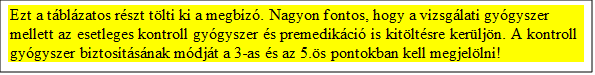 Ezt a táblázatos részt tölti ki a megbízó. Nagyon fontos, hogy a vizsgálati gyógyszer
mellett az esetleges kontroll gyógyszer és premedikáció is kitöltésre kerüljön. A kontroll
gyógyszer biztosításának módját a 3-as és az 5.ös pontokban kell megjelölni!